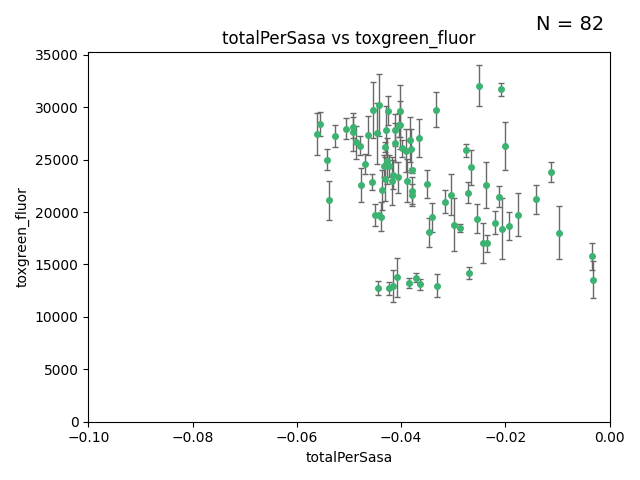 N = 82
totalPerSasa vs toxgreen_fluor
35000
30000
25000
20000
15000
10000
5000
0
toxgreen_fluor
−0.10 −0.08 −0.06 −0.04 −0.02 0.00
totalPerSasa